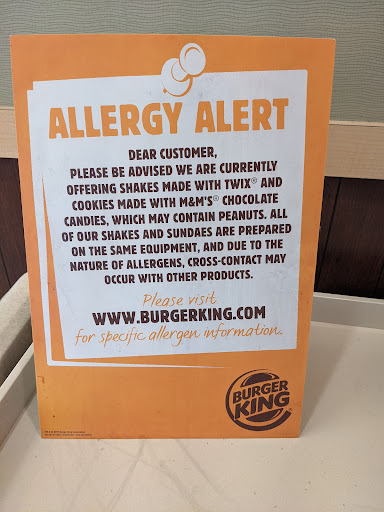 ALLERGY ALERT
DEAR CUSTOMER,
PLEASE BE ADVISED WE ARE CURRENTLY
OFFERING SHAKES MADE WITH TWIX® AND
COOKIES MADE WITH M&M'S® CHOCOLATE
CANDIES, WHICH MAY CONTAIN PEANUTS. ALL
OF OUR SHAKES AND SUNDAES ARE PREPARED
ON THE SAME EQUIPMENT, AND DUE TO THE
NATURE OF ALLERGENS, CROSS-CONTACT MAY
OCCUR WITH OTHER PRODUCTS.
Please visit
WWW.BURGERKING.COM
for specific allergen information.
BURGER
KING